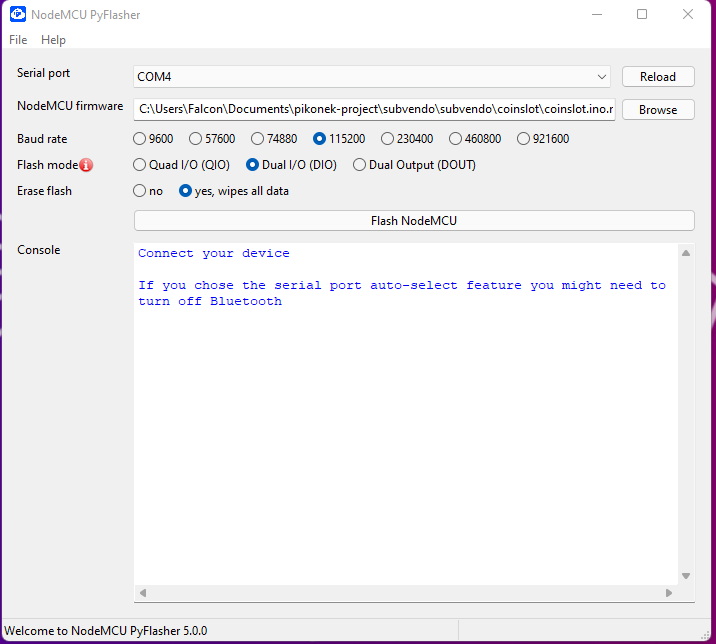 NodeMCU PyFlasher
File Help
Serial port COM4 Reload
NodeMCU firmware C:\Users\Falcon\Documents\pikonek-project\subvendo\subvendo\coinslot\coinslot.ino.r Browse
Baud rate 9600 57600 74880 115200 230400 460800 921600
Flash mode Quad I/O (QIO) Dual I/O (DIO) Dual Output (DOUT)
Erase flash no yes, wipes all data
Flash NodeMCU
Console
Connect your device
If you chose the serial port auto-select feature you might need to
turn off Bluetooth
Welcome to NodeMCU PyFlasher 5.0.0